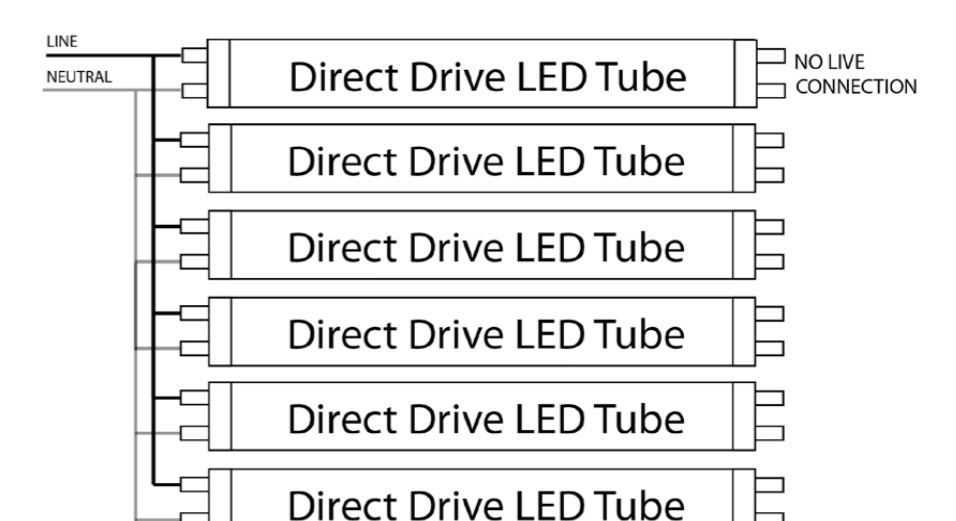 LINE
Direct Drive LED Tube
NO LIVE
CONNECTION
NEUTRAL
Direct Drive LED Tube
Direct Drive LED Tube
Direct Drive LED Tube
Direct Drive LED Tube
Direct Drive LED Tube